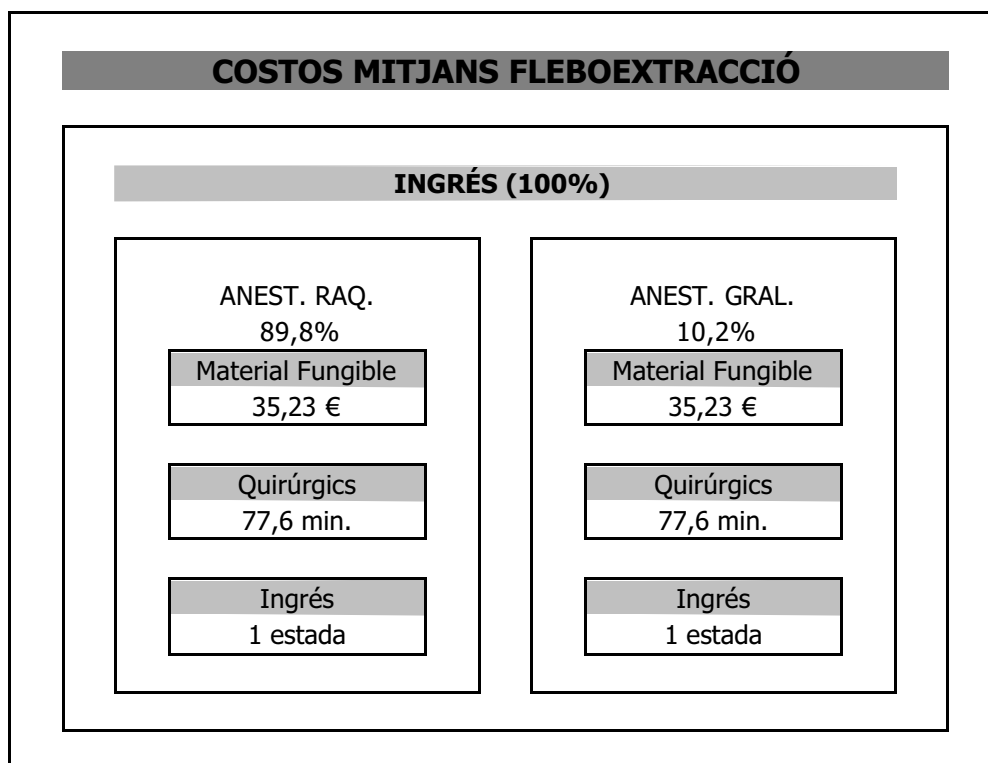 COSTOS MITJANS FLEBOEXTRACCIÓ
INGRÉS (100%)
ANEST. RAQ.
89,8%
Material Fungible
35,23 €
Quirúrgics
77,6 min.
Ingrés
1 estada
ANEST. GRAL.
10,2%
Material Fungible
35,23 €
Quirúrgics
77,6 min.
Ingrés
1 estada